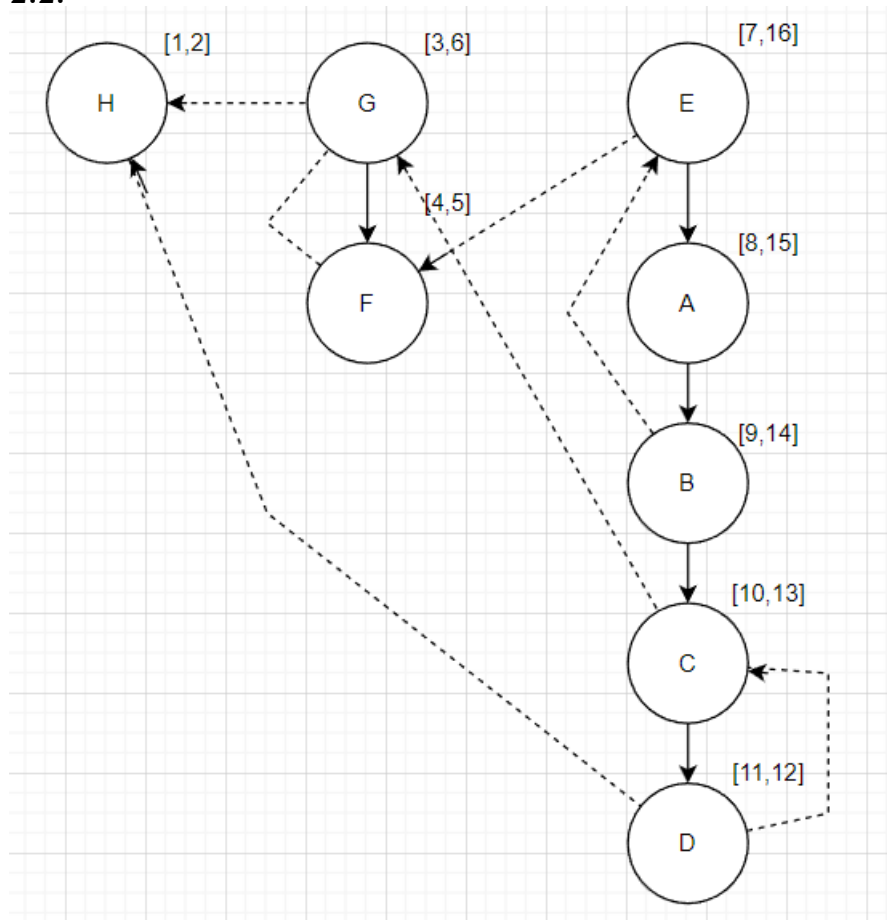 2.2.
[1,2] [3,6] [7,16]
H G E
[4,5]
[8,15]
F A
[9,14]
B
[10,13]
C
[11,12]
D